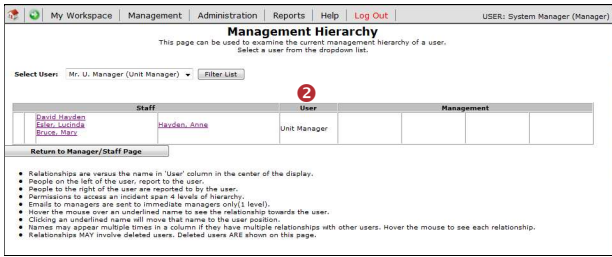 My Workspace | Management | Administration | Reports | Help | Log Out | USER: System Manager (Manager)
Management Hierarchy
This page can be used to examine the current management hierarchy of a user.
Select a user from the dropdown list.
Select User: Mr. U. Manager (Unit Manager) Filter List
2
Staff User Management
David Hayden
Esler, Lucinda
Bruce, Mary
Hayden, Anne
Unit Manager
Return to Manager/Staff Page
• Relationships are versus the name in 'User' column in the center of the display.
• People on the left of the user, report to the user.
• People to the right of the user are reported to by the user.
• Permissions to access an incident span 4 levels of hierarchy.
• Emails to managers are sent to immediate managers only(1 level).
• Hover the mouse over an underlined name to see the relationship towards the user.
• Clicking an underlined name will move that name to the user position.
• Names may appear multiple times in a column if they have multiple relationships with other users. Hover the mouse to see each relationship.
• Relationships MAY involve deleted users. Deleted users ARE shown on this page.